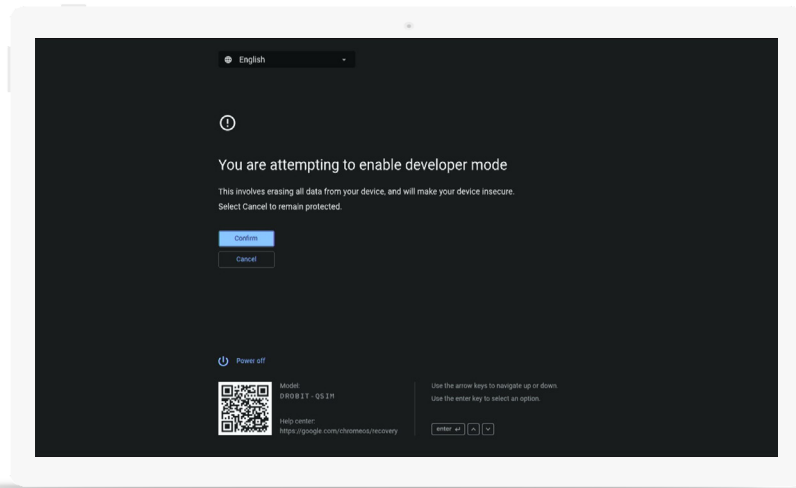 English
You are attempting to enable developer mode
This involves erasing all data from your device, and will make your device insecure.
Select Cancel to remain protected.
Confirm
Cancel
Power off
Model:
DROBIT-QSIM
Help center:
https://google.com/chromeos/recovery
Use the arrow keys to navigate up or down.
Use the enter key to select an option.
enter